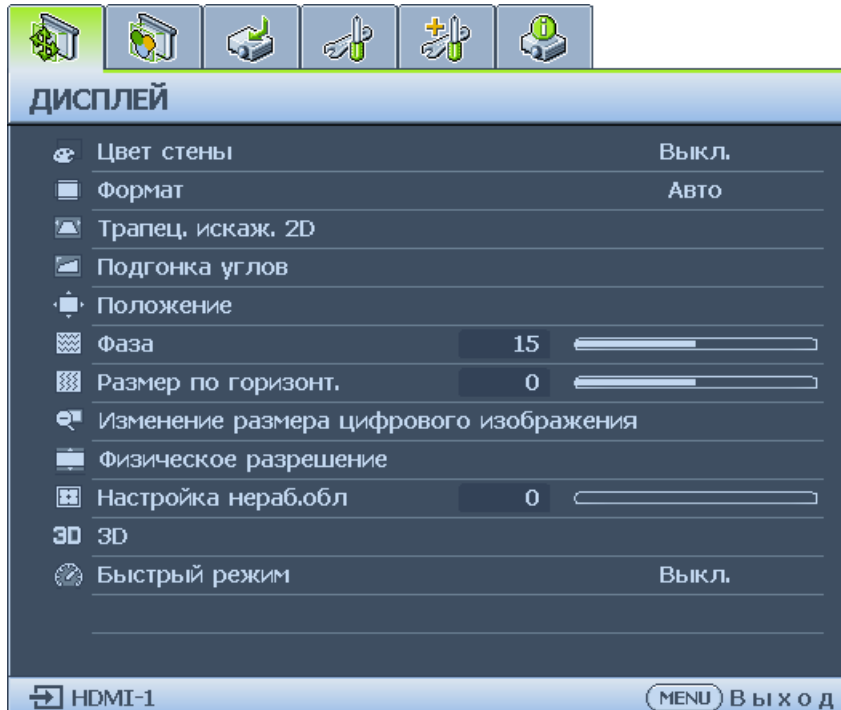 ДИСПЛЕЙ
Цвет стены Выкл.
Формат Авто
Трапец. искаж. 2D
Подгонка углов
Положение
Фаза 15
Размер по горизонт. 0
Изменение размера цифрового изображения
Физическое разрешение
Настройка нераб.обл 0
3D 3D
Быстрый режим Выкл.
HDMI-1 MENU Выход